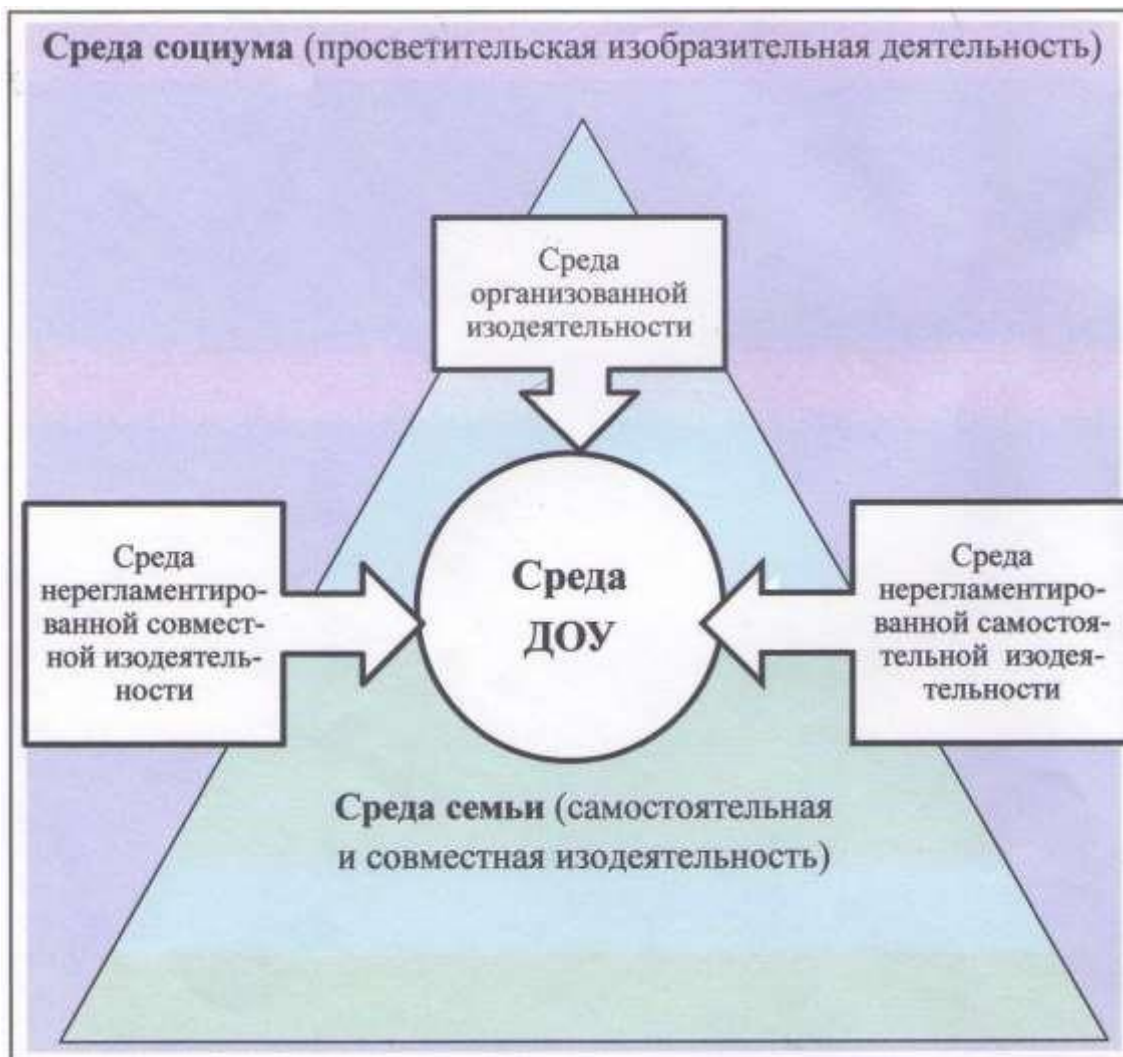 Среда социума (просветительская изобразительная деятельность)
Среда
организованной
изодеятельности
Среда
нерегламентиро-
ванной совмест-
ной изодеятель-
ности
Среда
ДОУ
Среда
нерегламентиро-
ванной самостоя-
тельной изодея-
тельности
Среда семьи (самостоятельная
и совместная изодеятельность)